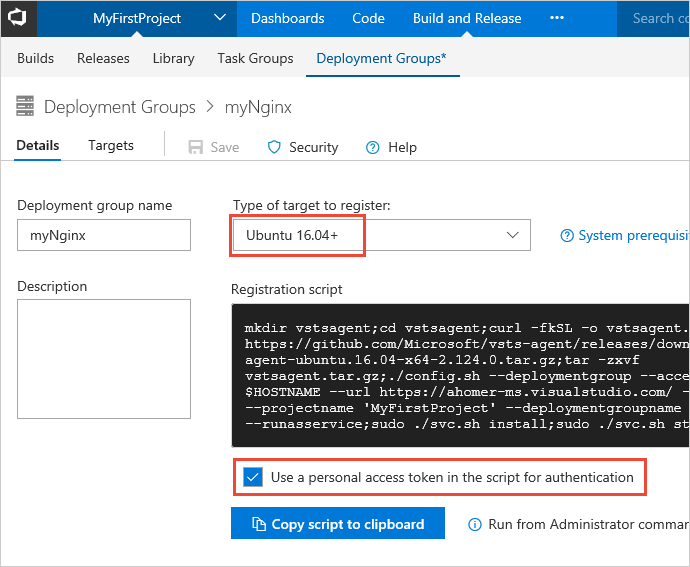 MyFirstProject Dashboards Code Build and Release ••• Search
Builds Releases Library Task Groups Deployment Groups*
Deployment Groups > myNginx
Details Targets Save Security Help
Deployment group name Type of target to register:
myNginx Ubuntu 16.04+ System
Description Registration script
mkdir vstsagent;cd vstsagent;curl -fkSL -o vstsagent.
https://github.com/Microsoft/vsts-agent/releases/down
agent-ubuntu.16.04-x64-2.124.0.tar.gz;tar -zxvf
vstsagent.tar.gz;./config.sh --deploymentgroup --acce
$HOSTNAME --url https://ahomer-ms.visualstudio.com/ -
--projectname 'MyFirstProject' --deploymentgroupname
--runasservice;sudo ./svc.sh install;sudo ./svc.sh st
Use a personal access token in the script for authentication
Copy script to clipboard Run from Administrator